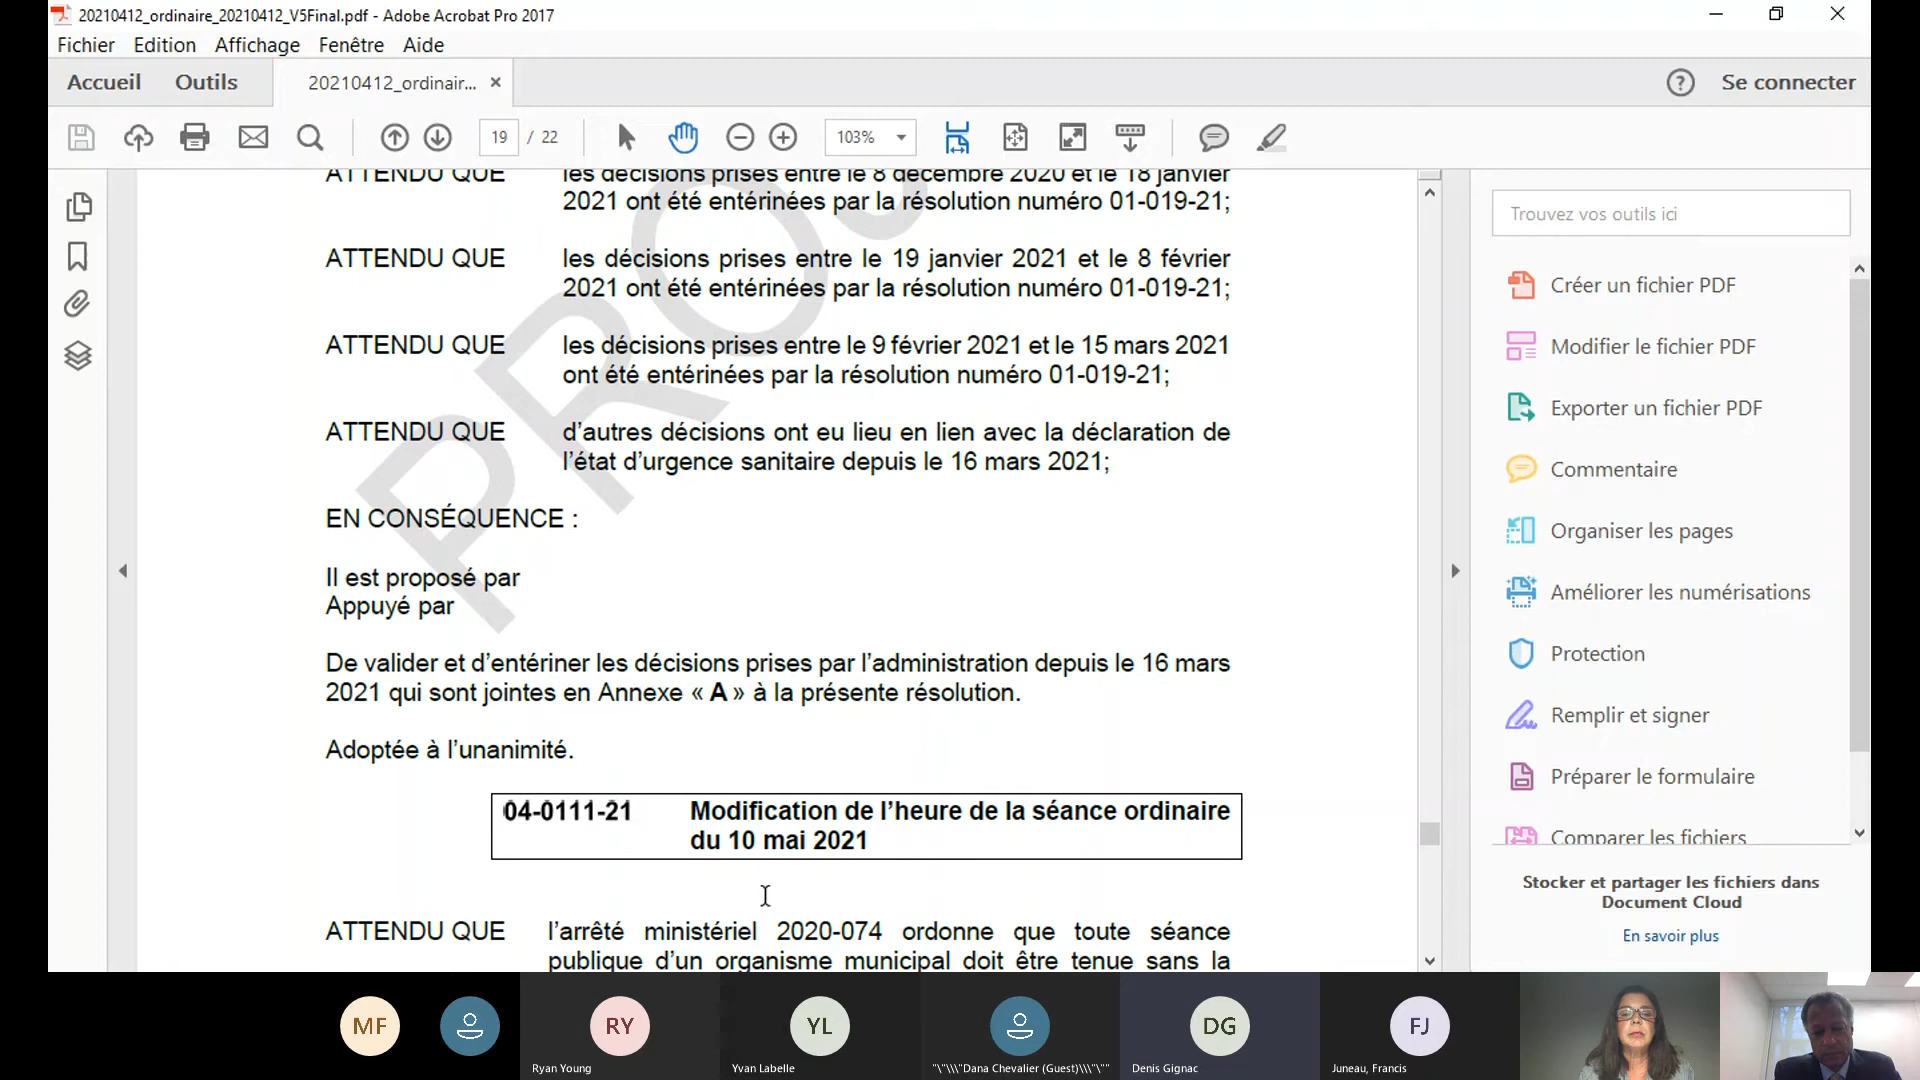 20210412_ordinaire_20210412_V5Final.pdf - Adobe Acrobat Pro 2017
Fichier Edition Affichage Fenêtre Aide
Accueil Outils 20210412_ordinair... × ? Se connecter
19 / 22 103%
ATTENDU QUE les décisions prises entre le 8 décembre 2020 et le 18 janvier
2021 ont été entérinées par la résolution numéro 01-019-21;
ATTENDU QUE les décisions prises entre le 19 janvier 2021 et le 8 février
2021 ont été entérinées par la résolution numéro 01-019-21;
ATTENDU QUE les décisions prises entre le 9 février 2021 et le 15 mars 2021
ont été entérinées par la résolution numéro 01-019-21;
ATTENDU QUE d’autres décisions ont eu lieu en lien avec la déclaration de
l’état d’urgence sanitaire depuis le 16 mars 2021;
EN CONSÉQUENCE :
Il est proposé par
Appuyé par
De valider et d’entériner les décisions prises par l’administration depuis le 16 mars
2021 qui sont jointes en Annexe « A » à la présente résolution.
Adoptée à l’unanimité.
04-0111-21 Modification de l’heure de la séance ordinaire
du 10 mai 2021
ATTENDU QUE l’arrêté ministériel 2020-074 ordonne que toute séance
publique d’un organisme municipal doit être tenue sans la
Trouvez vos outils ici
Créer un fichier PDF
Modifier le fichier PDF
Exporter un fichier PDF
Commentaire
Organiser les pages
Améliorer les numérisations
Protection
Remplir et signer
Préparer le formulaire
Comparer les fichiers
Stocker et partager les fichiers dans
Document Cloud
En savoir plus
MF RY YL DG FJ
Ryan Young Yvan Labelle "\"\\\"Dana Chevalier (Guest)\\\"\"" Denis Gignac Juneau, Francis